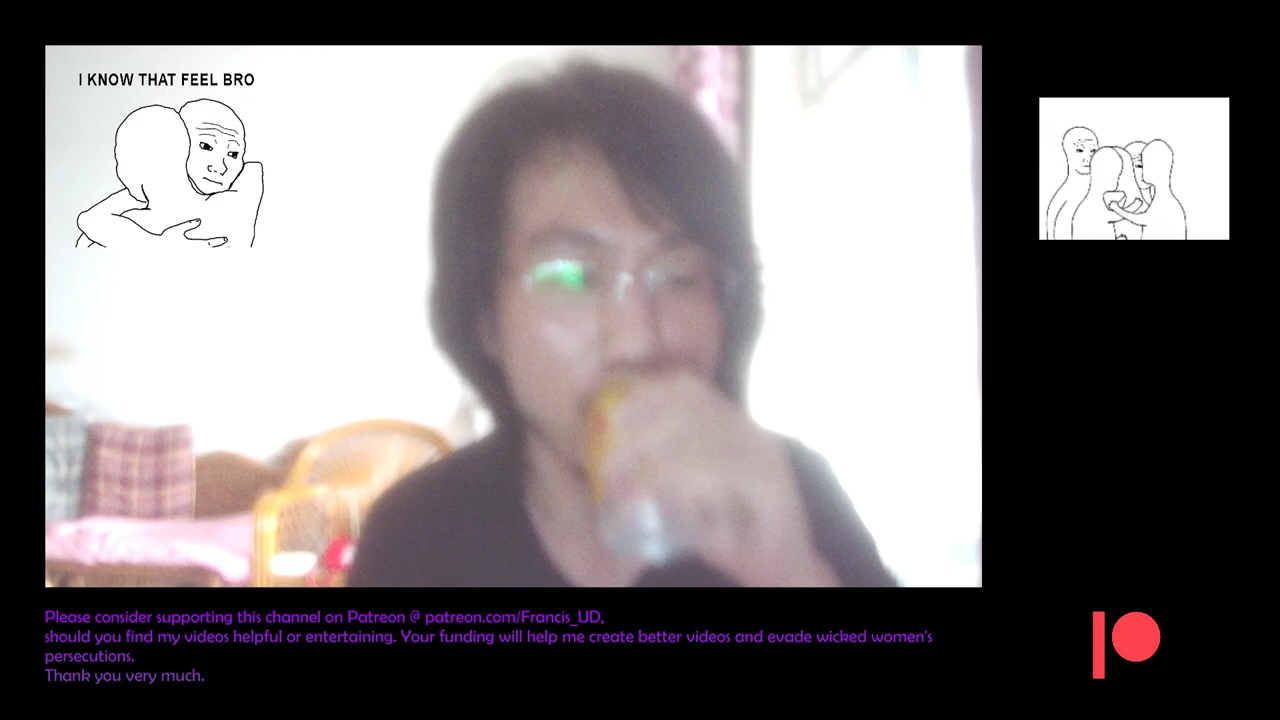 I KNOW THAT FEEL BRO
Please consider supporting this channel on Patreon @ patreon.com/Francis_UD,
should you find my videos helpful or entertaining. Your funding will help me create better videos and evade wicked women's
persecutions.
Thank you very much.